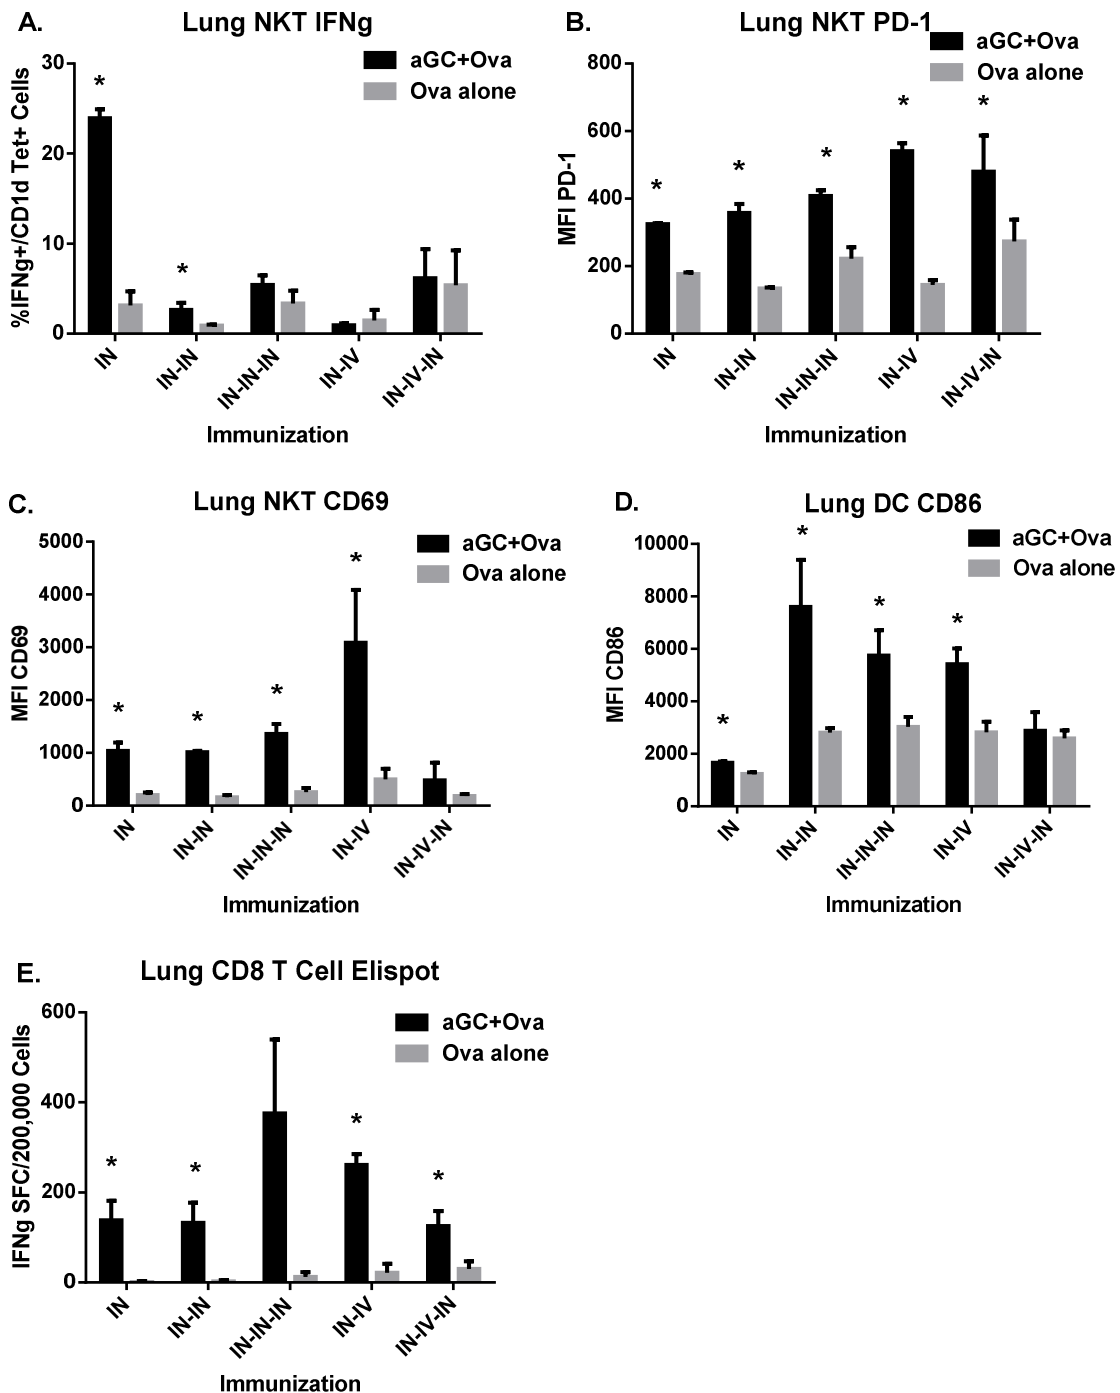 A.
Lung NKT IFNg
aGC+Ova
Ova alone
%IFNg+/CD1d Tet+ Cells
30
20
10
0
IN
IN-IN
IN-IN-IN
IN-IV
IN-IV-IN
Immunization
*
*
B.
Lung NKT PD-1
aGC+Ova
Ova alone
MFI PD-1
800
600
400
200
0
*
*
*
*
*
IN
IN-IN
IN-IN-IN
IN-IV
IN-IV-IN
Immunization
C.
Lung NKT CD69
aGC+Ova
Ova alone
MFI CD69
5000
4000
3000
2000
1000
0
*
*
*
*
IN
IN-IN
IN-IN-IN
IN-IV
IN-IV-IN
Immunization
D.
Lung DC CD86
aGC+Ova
Ova alone
MFI CD86
10000
8000
6000
4000
2000
0
*
*
*
*
IN
IN-IN
IN-IN-IN
IN-IV
IN-IV-IN
Immunization
E.
Lung CD8 T Cell Elispot
aGC+Ova
Ova alone
IFNg SFC/200,000 Cells
600
400
200
0
*
*
*
*
IN
IN-IN
IN-IN-IN
IN-IV
IN-IV-IN
Immunization